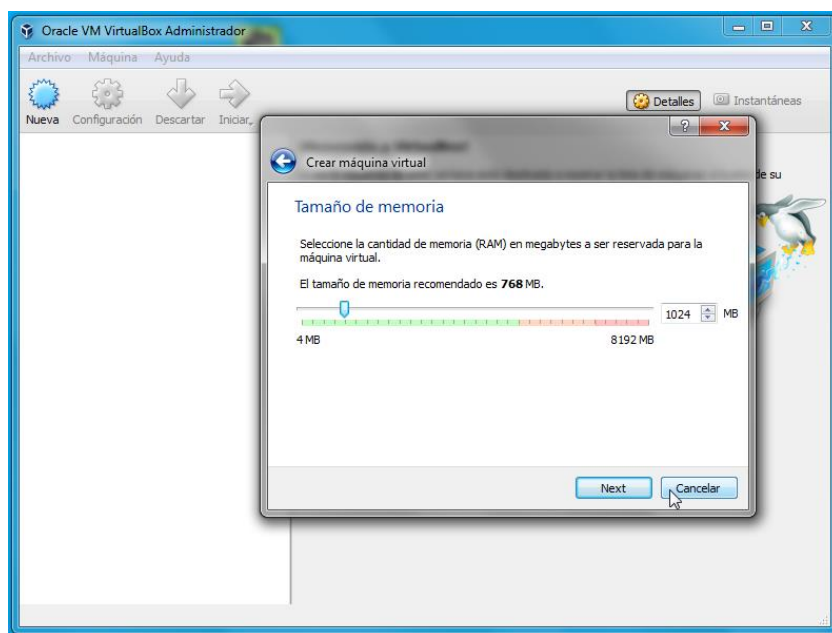 Oracle VM VirtualBox Administrador
Archivo Máquina Ayuda
Nueva Configuración Descartar Iniciar
Detalles Instantáneas
de su
Crear máquina virtual
Tamaño de memoria
Seleccione la cantidad de memoria (RAM) en megabytes a ser reservada para la
máquina virtual.
El tamaño de memoria recomendado es 768 MB.
1024 MB
4 MB 8192 MB
Next Cancelar